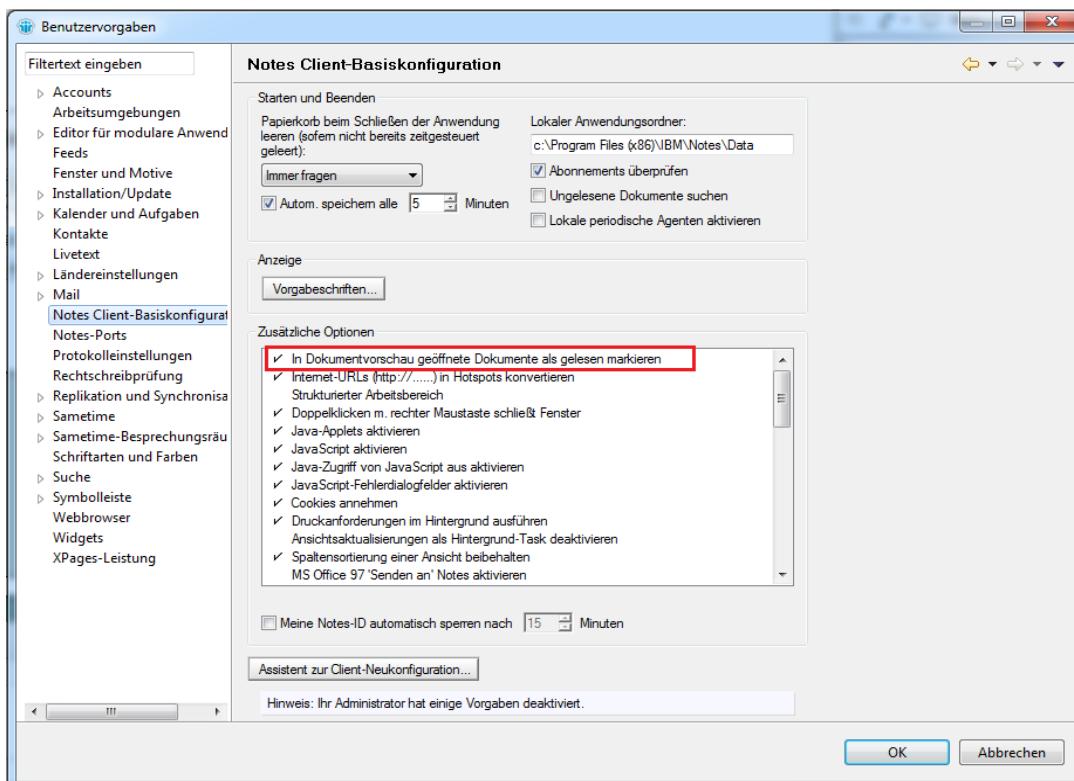 Benutzervorgaben
Filtertext eingeben
Accounts
Arbeitsumgebungen
Editor für modulare Anwend
Feeds
Fenster und Motive
Installation/Update
Kalender und Aufgaben
Kontakte
Livetext
Ländereinstellungen
Mail
Notes Client-Basiskonfigurat
Notes-Ports
Protokolleinstellungen
Rechtschreibprüfung
Replikation und Synchronisa
Sametime
Sametime-Besprechungsräu
Schriftarten und Farben
Suche
Symbolleiste
Webbrowser
Widgets
XPages-Leistung
Notes Client-Basiskonfiguration
Starten und Beenden
Papierkorb beim Schließen der Anwendung
leeren (sofern nicht bereits zeitgesteuert
geleert):
Immer fragen
Autom. speichern alle 5 Minuten
Lokaler Anwendungsordner:
c:\Program Files (x86)\IBM\Notes\Data
Abonnements überprüfen
Ungelesene Dokumente suchen
Lokale periodische Agenten aktivieren
Anzeige
Vorgabeschriften...
Zusätzliche Optionen
In Dokumentvorschau geöffnete Dokumente als gelesen markieren
Internet-URLs (http://......) in Hotspots konvertieren
Strukturierter Arbeitsbereich
Doppelklicken m. rechter Maustaste schließt Fenster
Java-Applets aktivieren
JavaScript aktivieren
Java-Zugriff von JavaScript aus aktivieren
JavaScript-Fehlerdialogfelder aktivieren
Cookies annehmen
Druckanforderungen im Hintergrund ausführen
Ansichtsaktualisierungen als Hintergrund-Task deaktivieren
Spaltensortierung einer Ansicht beibehalten
MS Office 97 'Senden an' Notes aktivieren
Meine Notes-ID automatisch sperren nach 15 Minuten
Assistent zur Client-Neukonfiguration...
Hinweis: Ihr Administrator hat einige Vorgaben deaktiviert.
OK
Abbrechen